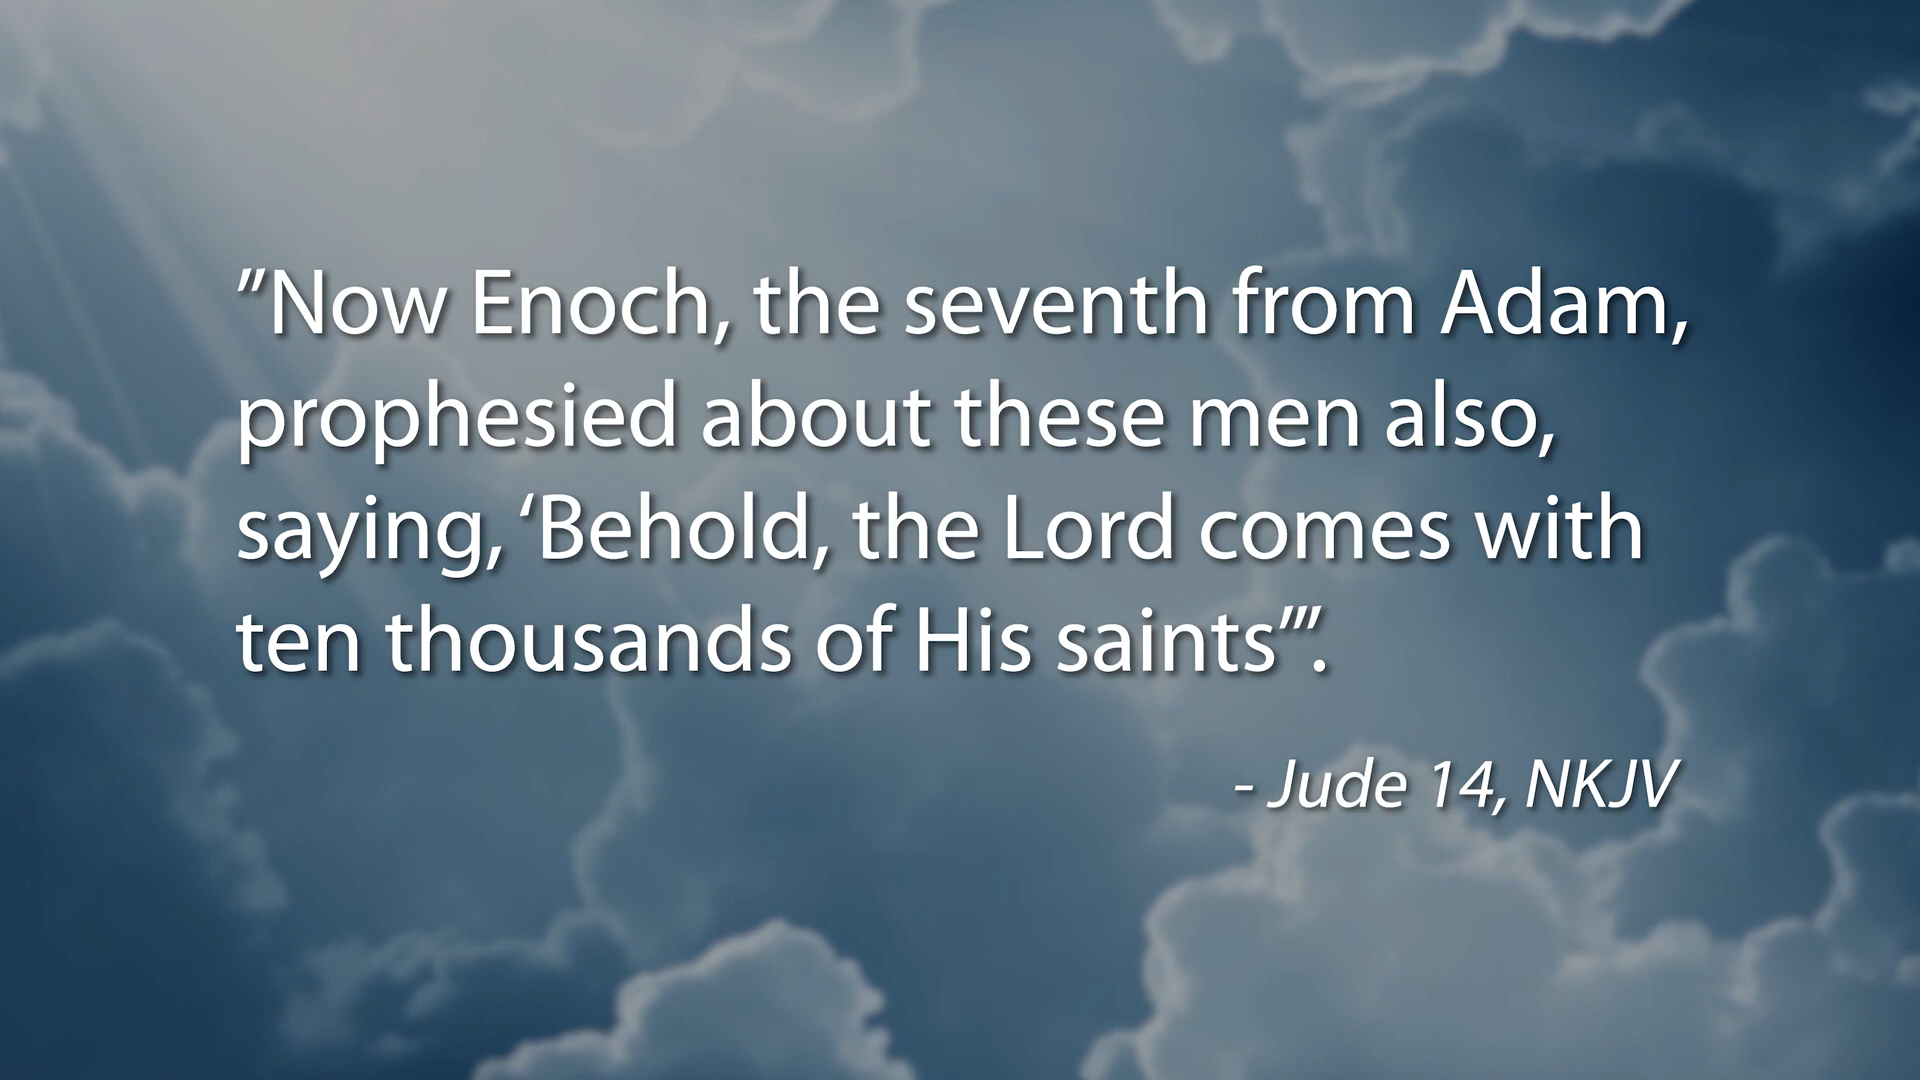 "Now Enoch, the seventh from Adam,
prophesied about these men also,
saying, ‘Behold, the Lord comes with
ten thousands of His saints’”.
- Jude 14, NKJV